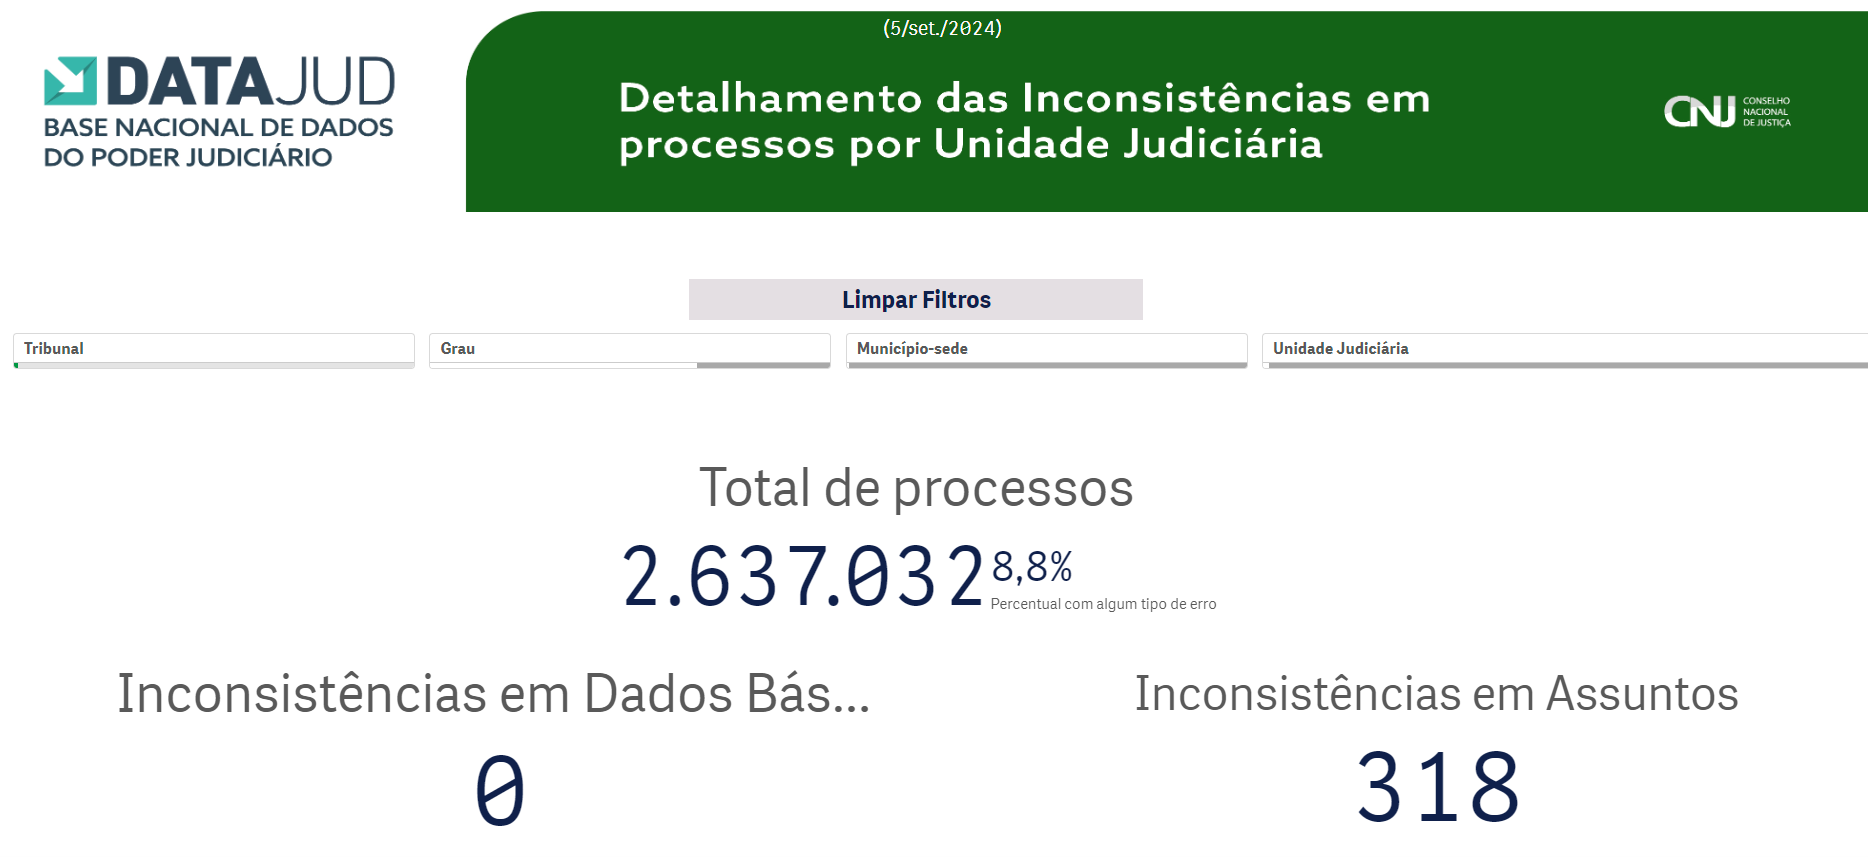 (5/set./2024)
DATAJUD
BASE NACIONAL DE DADOS
DO PODER JUDICIÁRIO
Detalhamento das Inconsistências em
processos por Unidade Judiciária
CNJ
CONSELHO
NACIONAL
DE JUSTIÇA
Limpar Filtros
Tribunal
Grau
Município-sede
Unidade Judiciária
Total de processos
2.637.032
8,8%
Percentual com algum tipo de erro
Inconsistências em Dados Bás...
0
Inconsistências em Assuntos
318